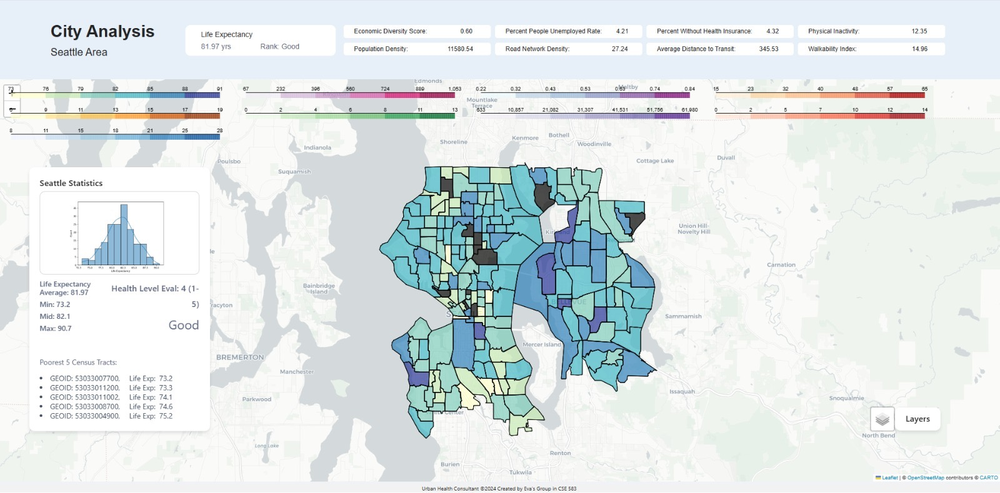 City Analysis
Seattle Area
Life Expectancy
81.97 yrs Rank: Good
Economic Diversity Score: 0.60
Population Density: 11580.54
Percent People Unemployed Rate: 4.21
Road Network Density: 27.24
Percent Without Health Insurance: 4.32
Average Distance to Transit: 345.53
Physical Inactivity: 12.35
Walkability Index: 14.96
73 76 79 82 85 88 91
9 11 13 15 17 19
8 11 15 18 21 25 28
67 232 396 560 724 889 1,053
0 2 4 6 8 11 13
0.22 0.32 0.43 0.53 0.63 0.74 0.84
633 10,857 21,082 31,307 41,531 51,756 61,980
15 23 32 40 48 57 65
0 2 5 7 10 12 14
Edmonds
Maltby
Mountlake
Terrace
Shoreline
Kenmore
Bothell
Woodinville
Indianola
Poulsbo
Suquamish
Cottage Lake
Duvall
Seattle Statistics
Life Expectancy
Life Expectancy
Average: 81.97
Min: 73.2
Mid: 82.1
Max: 90.7
Health Level Eval: 4 (1-
5)
Good
Poorest 5 Census Tracts:
• GEOID: 53033007700, Life Exp: 73.2
• GEOID: 53033011200, Life Exp: 73.3
• GEOID: 53033011002, Life Exp: 74.1
• GEOID: 53033008700, Life Exp: 74.6
• GEOID: 53033004900, Life Exp: 75.2
Kirkland
Union Hill-
Novelty Hill
Carnation
Bainbridge
Island
Tracyton
BELLEVUE
Sammamish
Mercer Island
BREMERTON
Manchester
Parkwood
Issaquah
Snoqualmie
Long Lake
North Bend
Renton
Burien
Tukwila
Layers
Leaflet | © OpenStreetMap contributors © CARTO
Urban Health Consultant ©2024 Created by Eva's Group in CSE 583